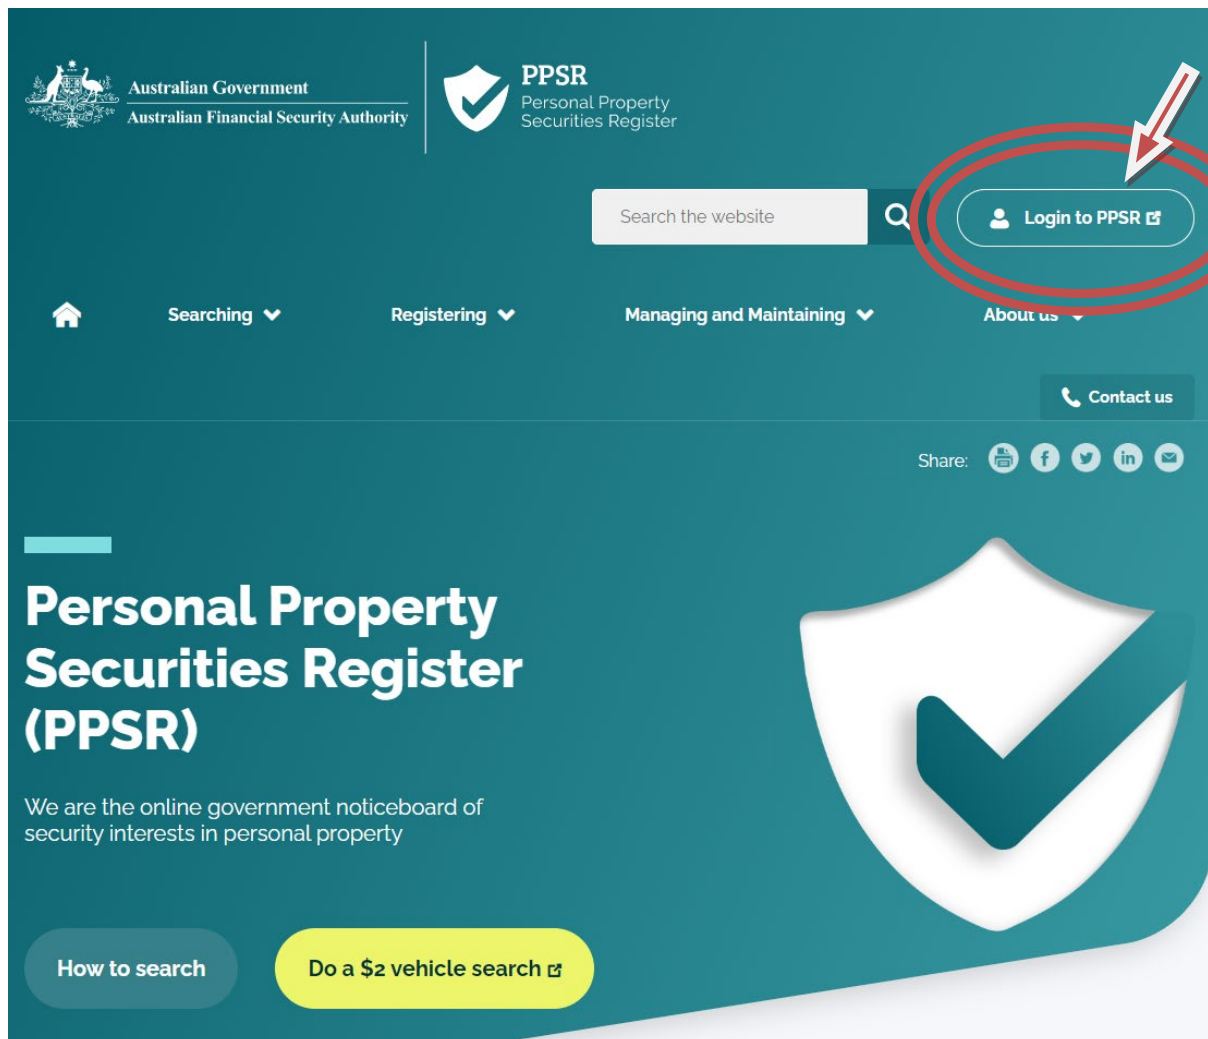 Australian Government
Australian Financial Security Authority
PPSR
Personal Property
Securities Register
Search the website
Login to PPSR
Searching
Registering
Managing and Maintaining
About us
Contact us
Share:
Personal Property
Securities Register
(PPSR)
We are the online government noticeboard of
security interests in personal property
How to search
Do a $2 vehicle search